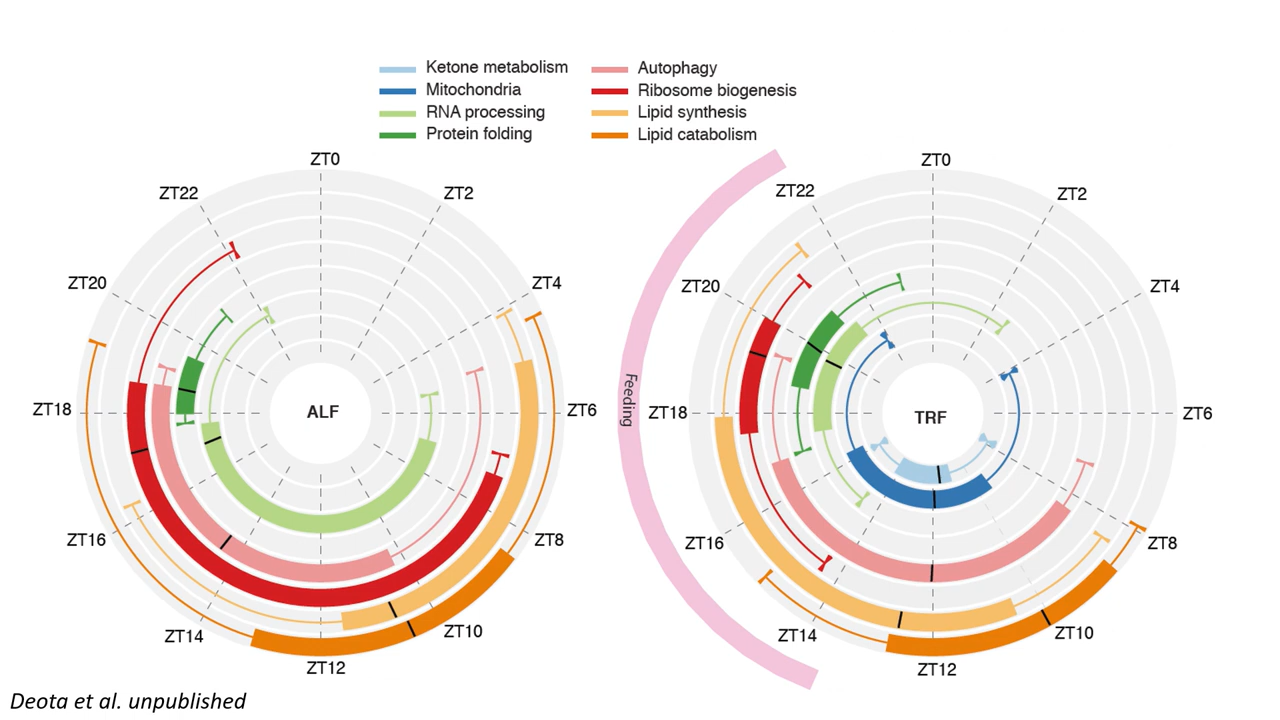 Ketone metabolism
Mitochondria
RNA processing
Protein folding
Autophagy
Ribosome biogenesis
Lipid synthesis
Lipid catabolism
ZT0
ZT2
ZT4
ZT6
ZT8
ZT10
ZT12
ZT14
ZT16
ZT18
ZT20
ZT22
ALF
Feeding
ZT0
ZT2
ZT4
ZT6
ZT8
ZT10
ZT12
ZT14
ZT16
ZT18
ZT20
ZT22
TRF
Deota et al. unpublished